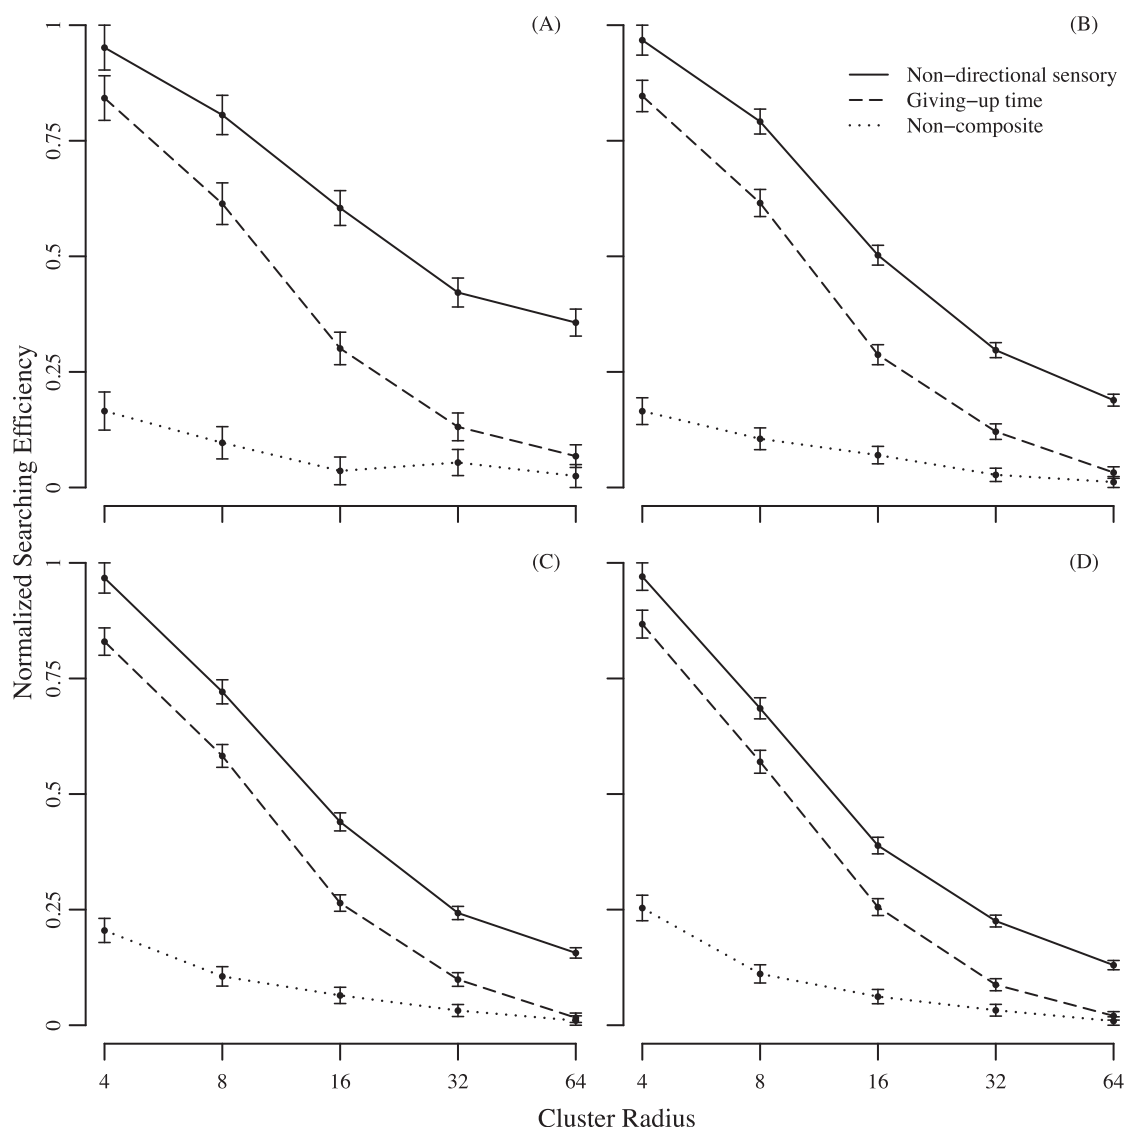 (A)
(B)
Non−directional sensory
Giving−up time
Non−composite
1
0.75
0.5
0.25
0
Normalized Searching Efficiency
(C)
(D)
1
0.75
0.5
0.25
0
4 8 16 32 64 4 8 16 32 64
Cluster Radius